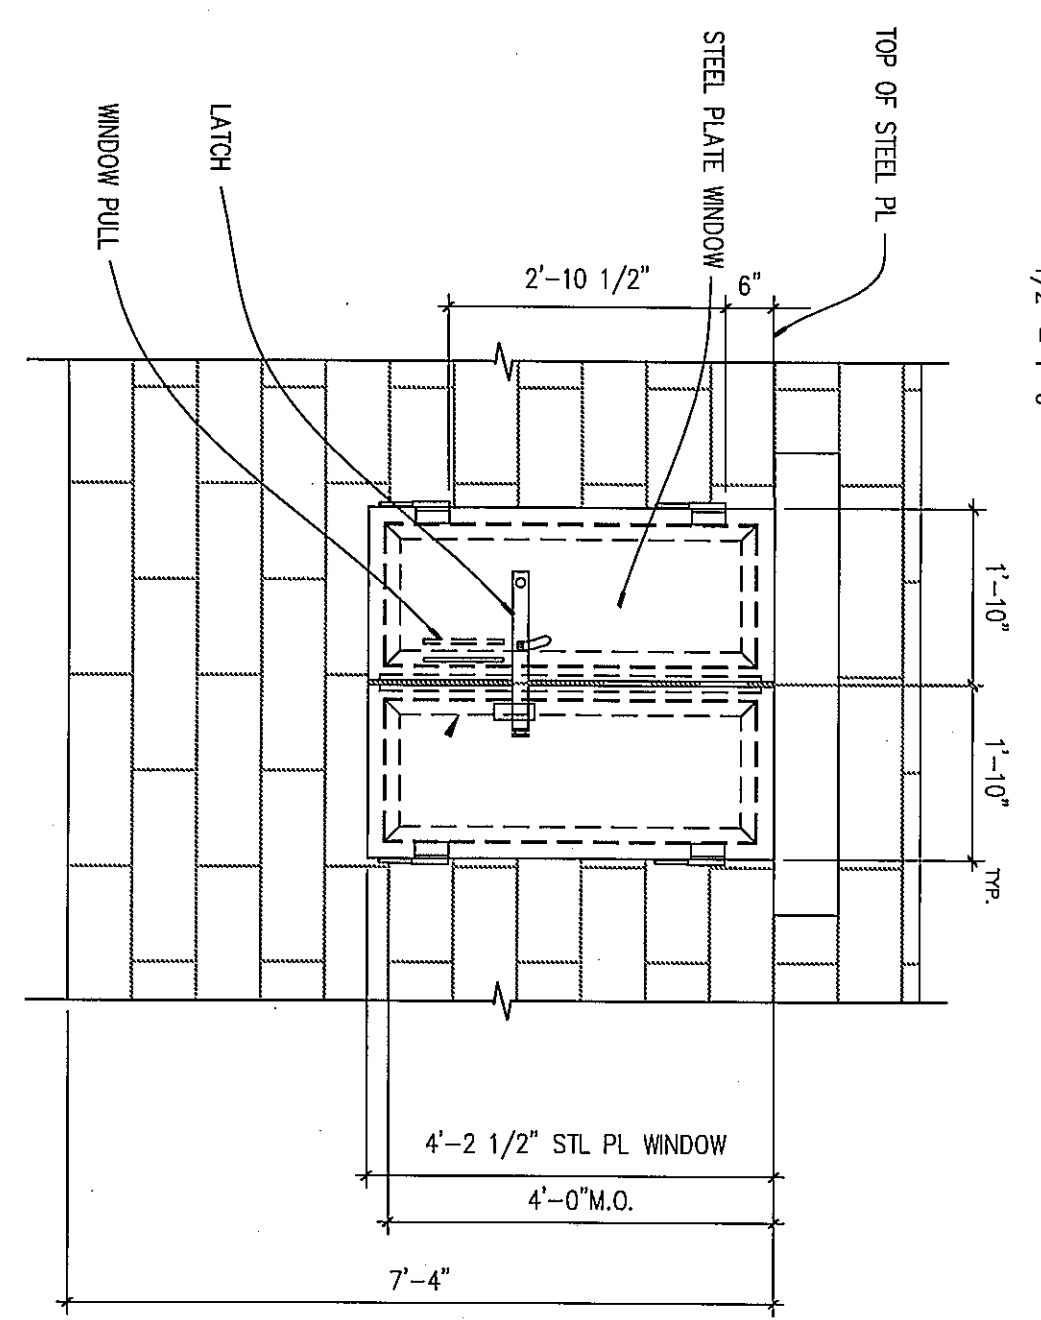 TOP OF STEEL PL
STEEL PLATE WINDOW
LATCH
WINDOW PULL
2'-10 1/2"
6"
1'-10"
1'-10"
TYP.
4'-2 1/2" STL PL WINDOW
4'-0"M.O.
7'-4"